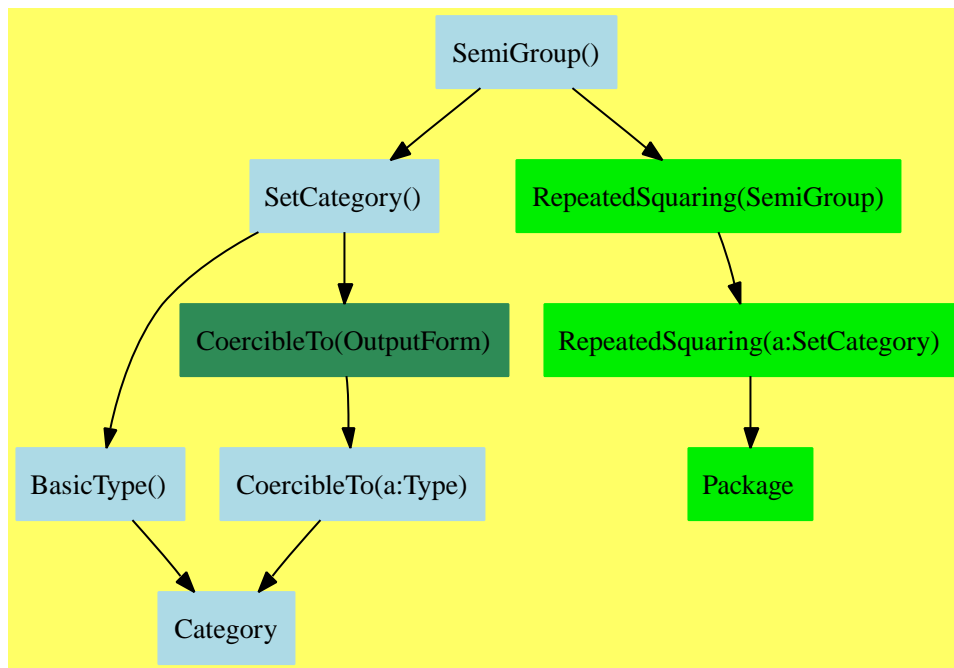 SemiGroup()
SetCategory()
RepeatedSquaring(SemiGroup)
CoercibleTo(OutputForm)
RepeatedSquaring(a:SetCategory)
BasicType()
CoercibleTo(a:Type)
Package
Category